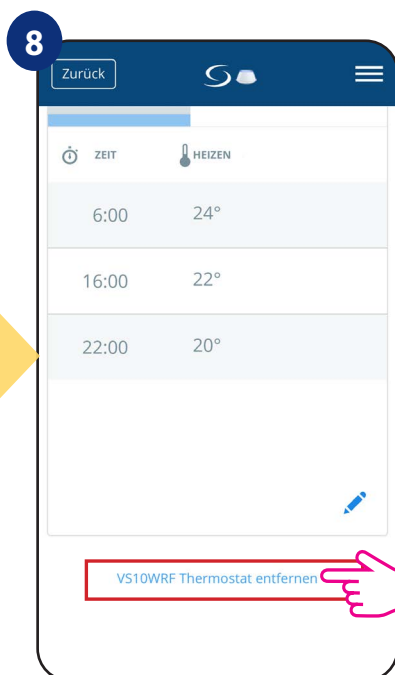 8
Zurück
ZEIT HEIZEN
6:00 24°
16:00 22°
22:00 20°
VS10WRF Thermostat entfernen